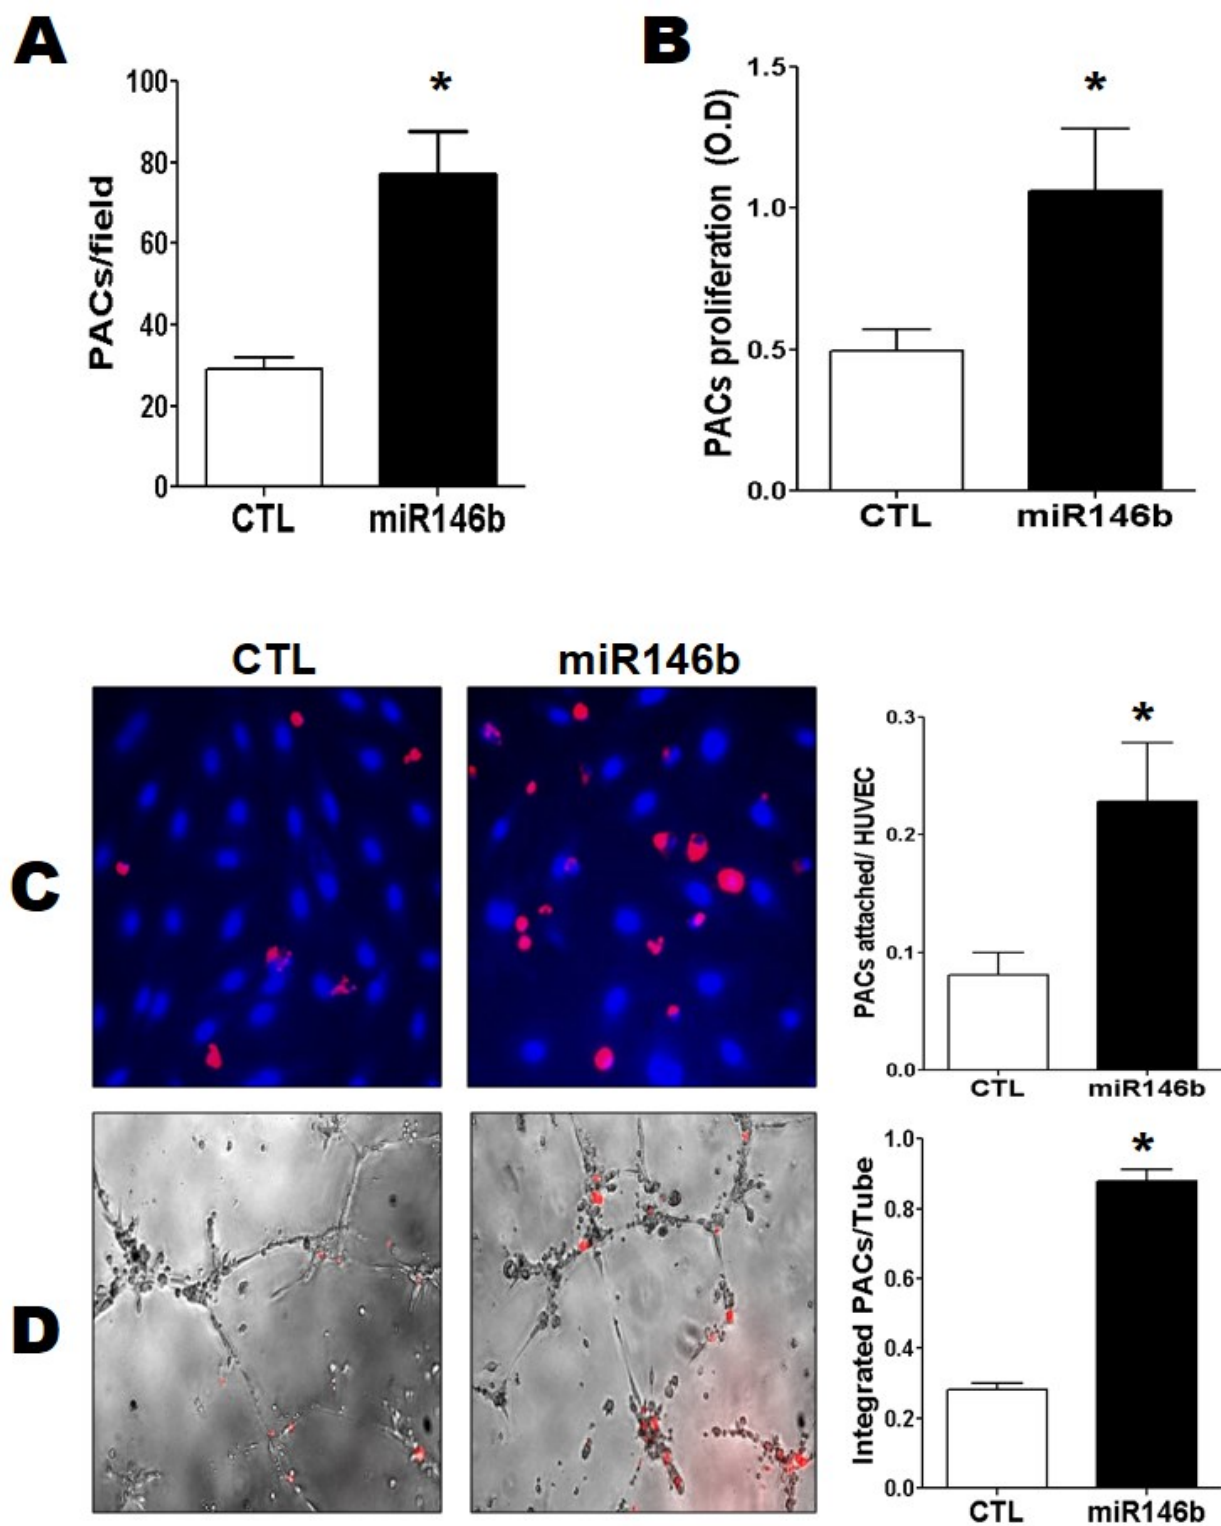 A
PACs/field
100
80
60
40
20
0
*
CTL miR146b
B
PACs proliferation (O.D)
1.5
1.0
0.5
0.0
*
CTL miR146b
CTL miR146b
C
PACs attached/ HUVEC
0.3
0.2
0.1
0.0
*
CTL miR146b
D
Integrated PACs/Tube
1.0
0.8
0.6
0.4
0.2
0.0
*
CTL miR146b